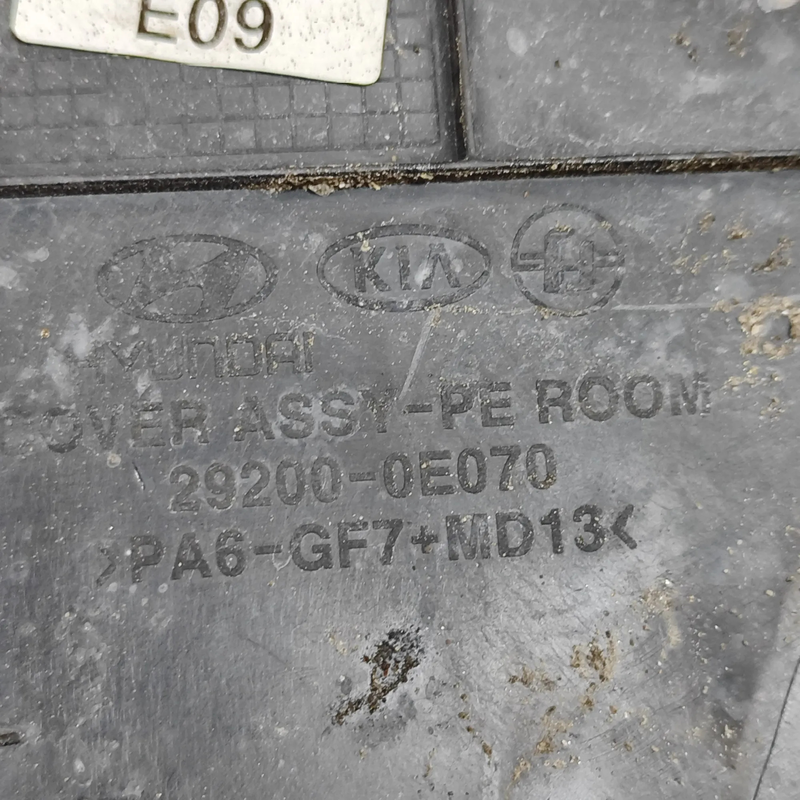 E09
KIA
HYUNDAI
COVER ASSY-PE ROOM
29200-0E070
>PA6-GF7+MD13<